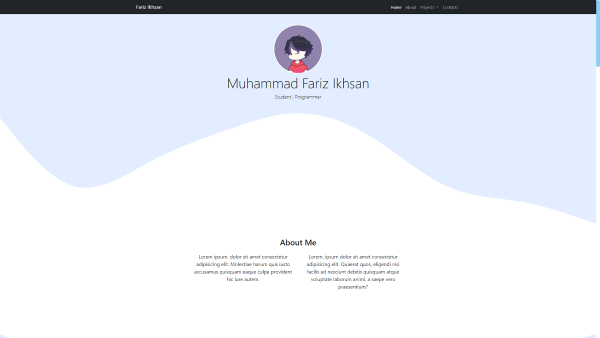 Fariz Ikhsan
Home About Projects Contacts
Muhammad Fariz Ikhsan
Student | Programmer
About Me
Lorem ipsum, dolor sit amet consectetur
adipisicing elit. Molestiae harum quis iusto
accusamus quisquam eaque culpa provident
hic iure autem.
Lorem, ipsum dolor sit amet consectetur
adipisicing elit. Quaerat quos, eligendi nisi
facilis ad nesciunt debitis quisquam atque
voluptate laborum animi, a saepe vero
praesentium?